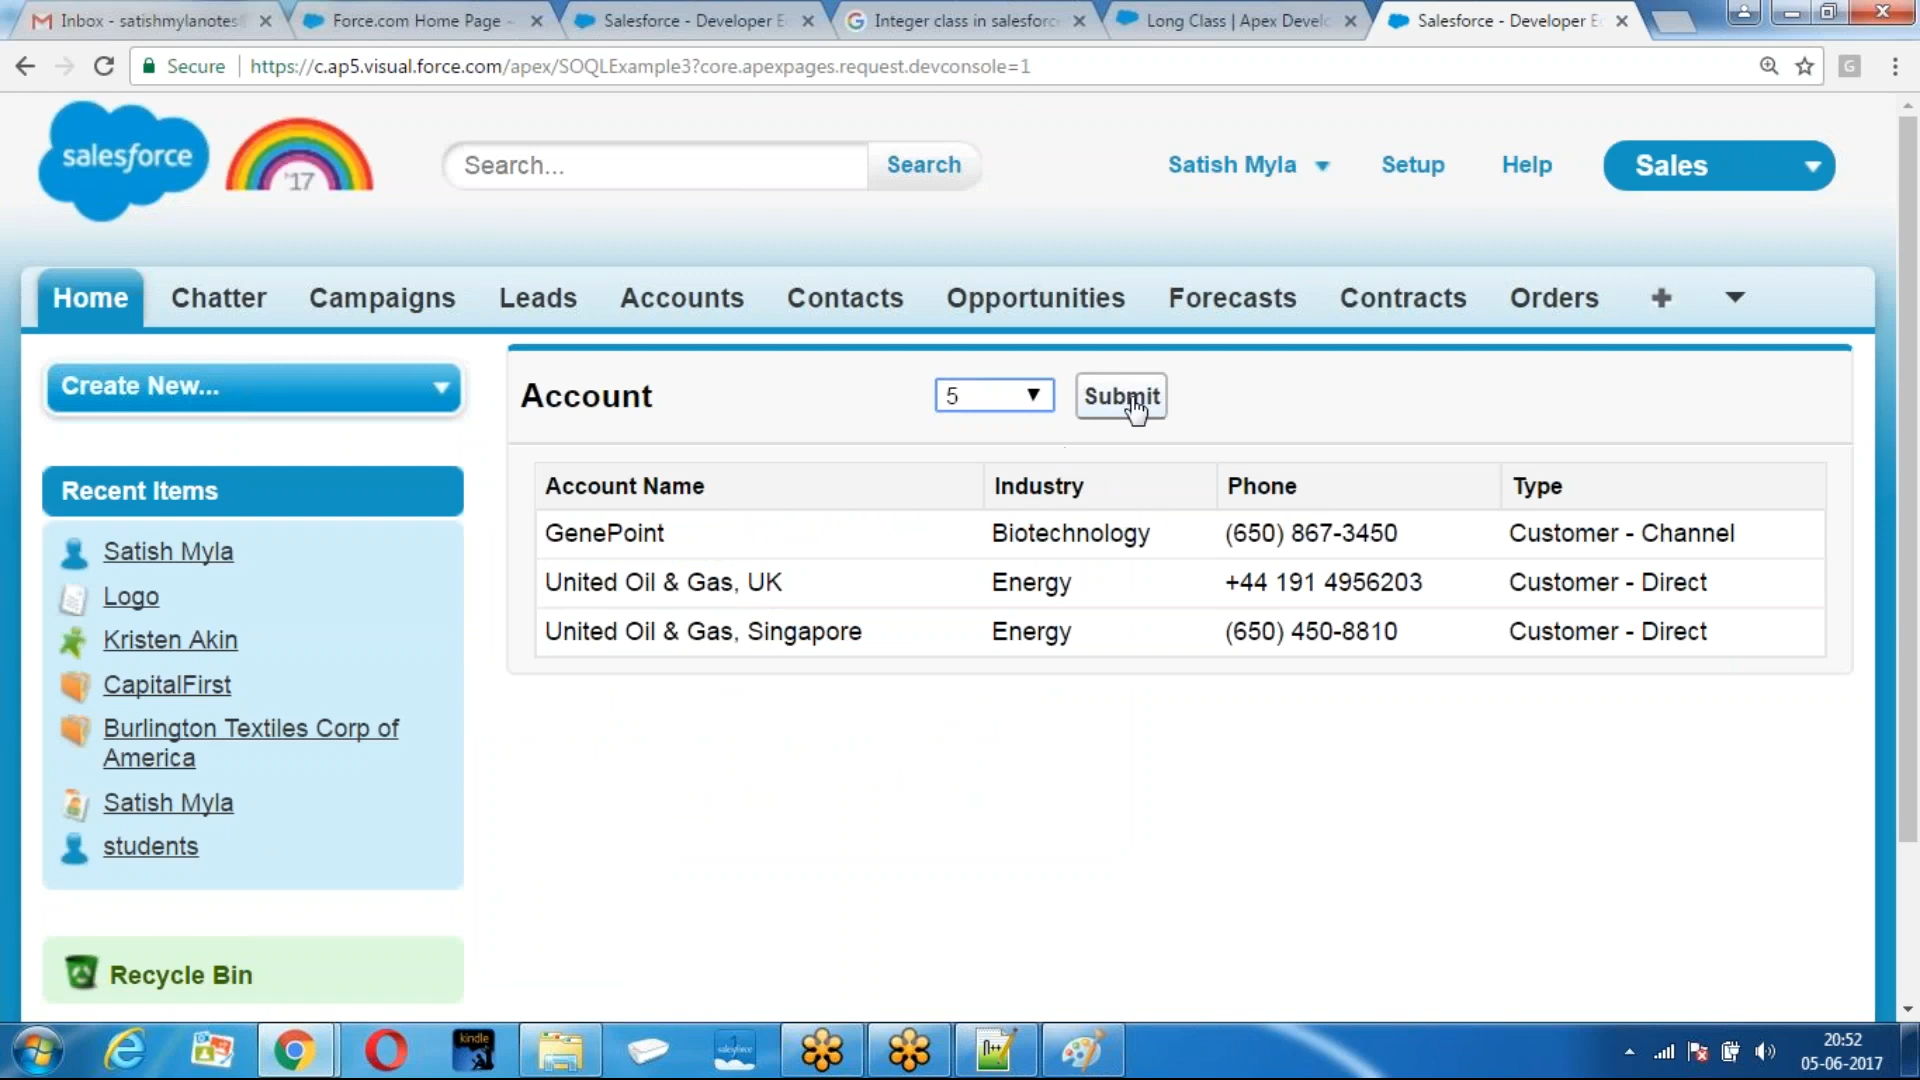 Inbox - satishmylanotes
Force.com Home Page -
Salesforce - Developer E
Integer class in salesforc
Long Class | Apex Develo
Salesforce - Developer E
Secure https://c.ap5.visual.force.com/apex/SOQLExample3?core.apexpages.request.devconsole=1
G
salesforce
'17
Search...
Search
Satish Myla
Setup
Help
Sales
Home
Chatter
Campaigns
Leads
Accounts
Contacts
Opportunities
Forecasts
Contracts
Orders
Create New...
Recent Items
Satish Myla
Logo
Kristen Akin
CapitalFirst
Burlington Textiles Corp of
America
Satish Myla
students
Recycle Bin
Account
5
Submit
Account Name Industry Phone Type
GenePoint Biotechnology (650) 867-3450 Customer - Channel
United Oil & Gas, UK Energy +44 191 4956203 Customer - Direct
United Oil & Gas, Singapore Energy (650) 450-8810 Customer - Direct
kindle
salesforce
n++
20:52
05-06-2017